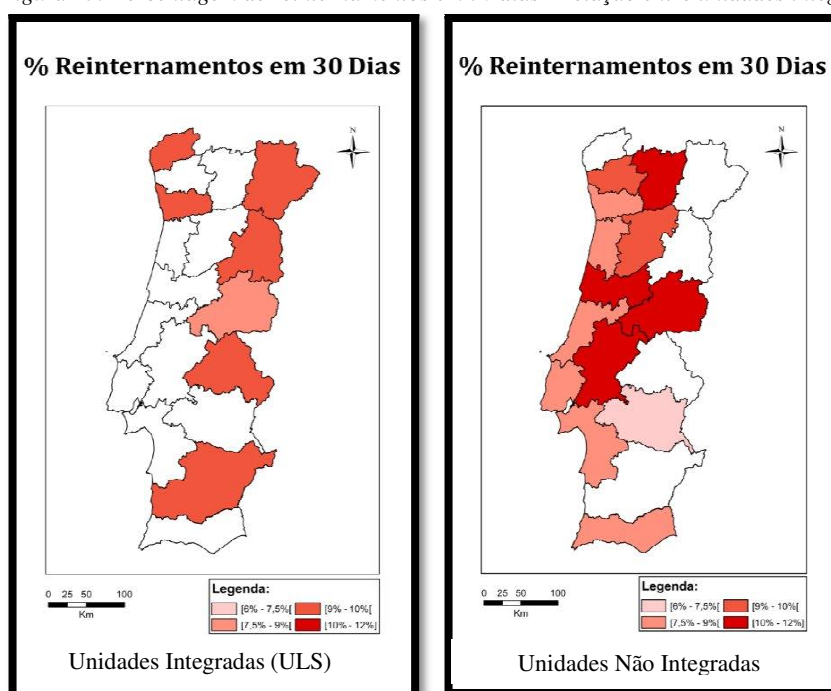 % Reinternamentos em 30 Dias
N
0 25 50 100
Km
Legenda:
[6% - 7,5%[ [9% - 10%[
[7,5% - 9%[ [10% - 12%]
Unidades Integradas (ULS)
% Reinternamentos em 30 Dias
N
0 25 50 100
Km
Legenda:
[6% - 7,5%[ [9% - 10%[
[7,5% - 9%[ [10% - 12%]
Unidades Não Integradas